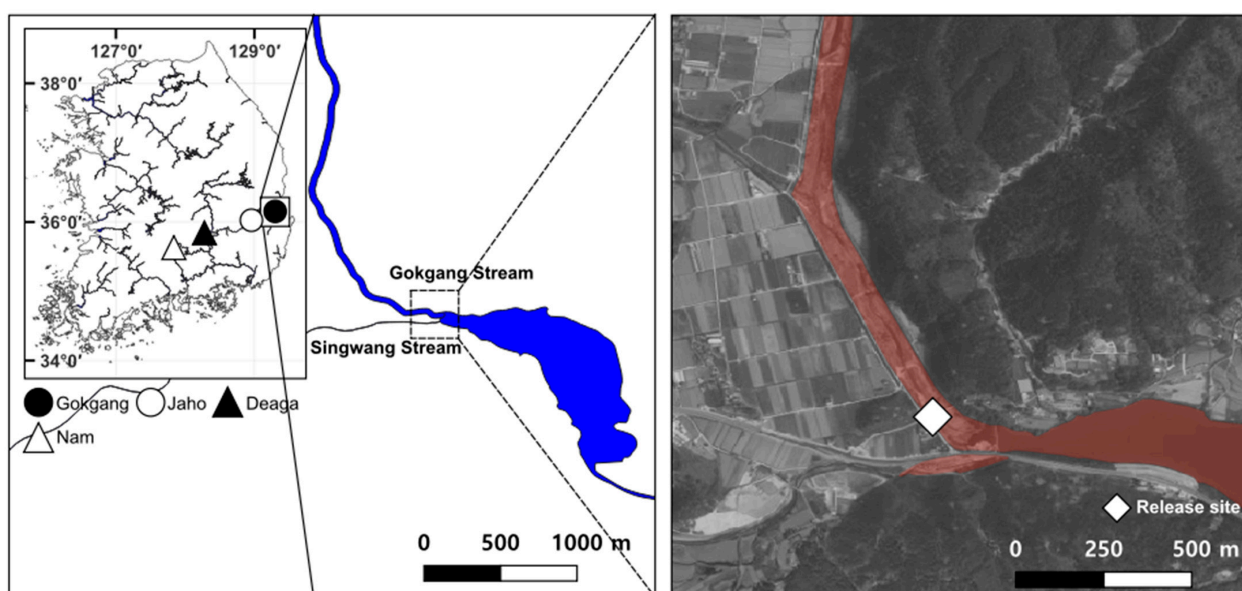 127°0′ 129°0′
38°0′
36°0′
34°0′
Gokgang Jaho Deaga
Nam
Gokgang Stream
Singwang Stream
0 500 1000 m
Release site
0 250 500 m